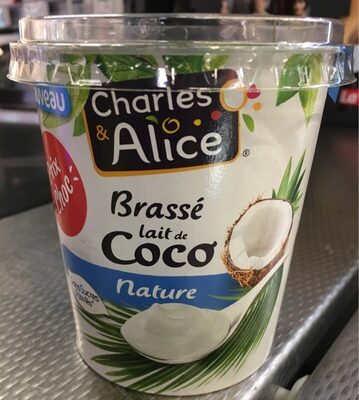 Charles
& Alice®
Brassé
lait de
Coco
Nature